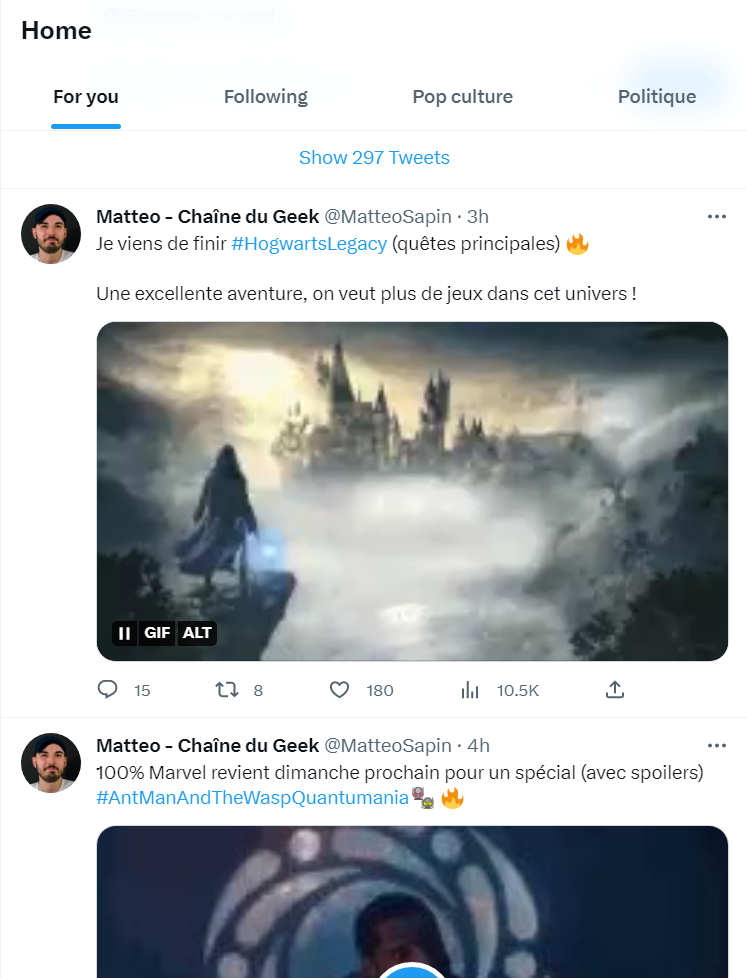 Home
For you
Following
Pop culture
Politique
Show 297 Tweets
Matteo - Chaîne du Geek @MatteoSapin · 3h
Je viens de finir #HogwartsLegacy (quêtes principales) 🔥
Une excellente aventure, on veut plus de jeux dans cet univers !
GIF ALT
15 8 180 10.5K
Matteo - Chaîne du Geek @MatteoSapin · 4h
100% Marvel revient dimanche prochain pour un spécial (avec spoilers)
#AntManAndTheWaspQuantumania 🔥